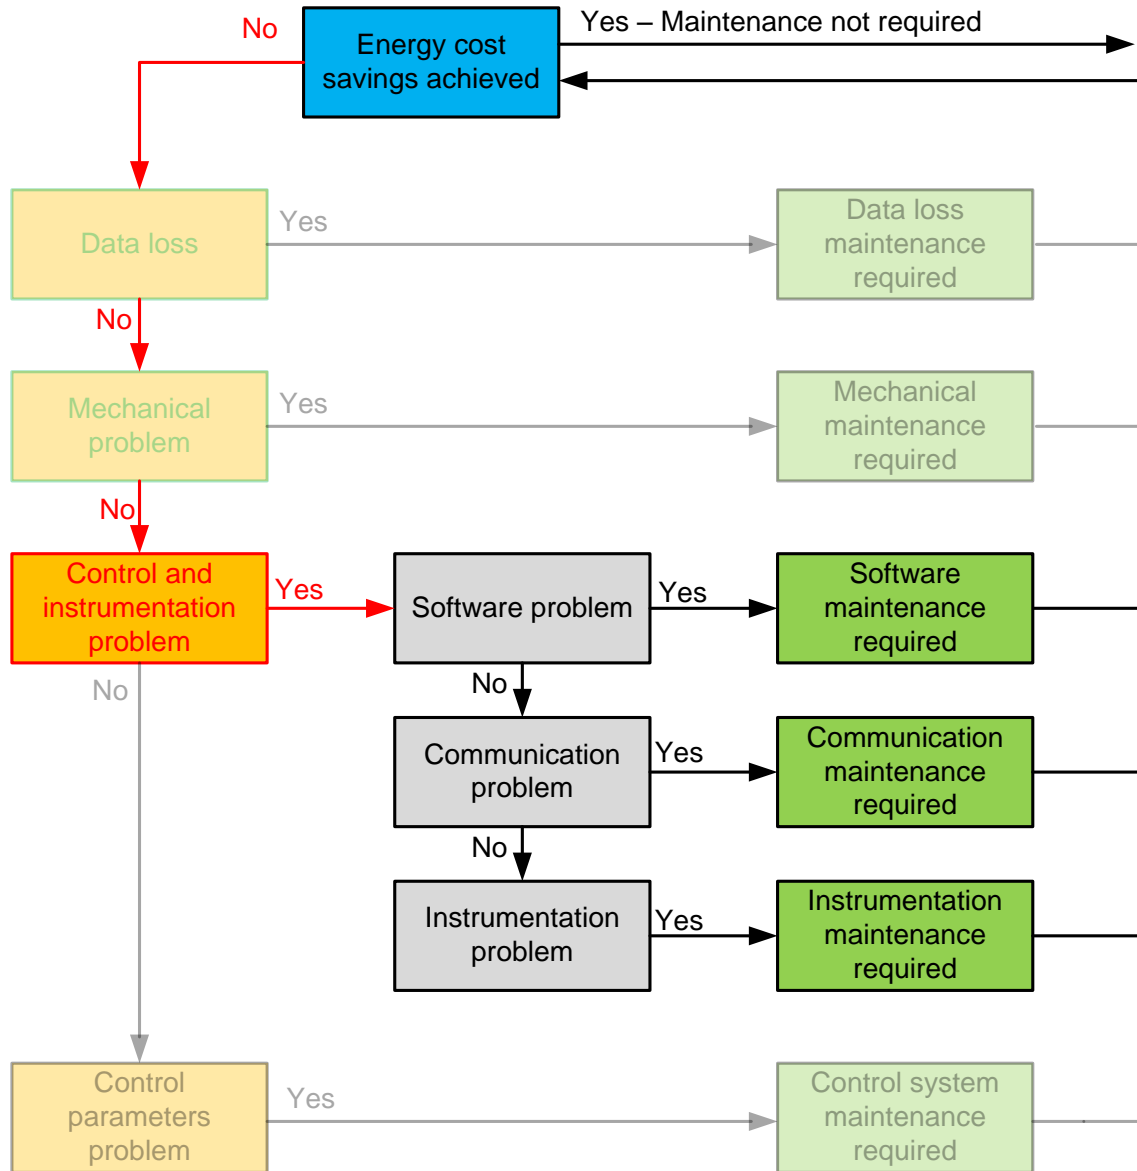 No
Energy cost
savings achieved
Yes – Maintenance not required
Data loss
Yes
Data loss
maintenance
required
No
Mechanical
problem
Yes
Mechanical
maintenance
required
No
Control and
instrumentation
problem
Yes
Software problem
Yes
Software
maintenance
required
No
No
Communication
problem
Yes
Communication
maintenance
required
No
Instrumentation
problem
Yes
Instrumentation
maintenance
required
Control
parameters
problem
Yes
Control system
maintenance
required